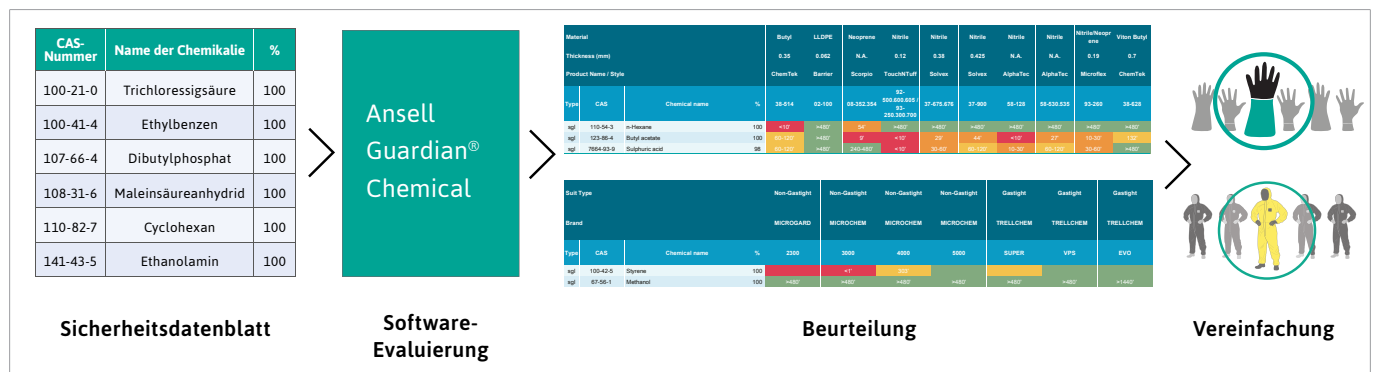 CAS-
Nummer Name der Chemikalie %
100-21-0 Trichloressigsäure 100
100-41-4 Ethylbenzen 100
107-66-4 Dibutylphosphat 100
108-31-6 Maleinsäureanhydrid 100
110-82-7 Cyclohexan 100
141-43-5 Ethanolamin 100
Sicherheitsdatenblatt
Ansell
Guardian®
Chemical
Software-
Evaluierung
Material Butyl LLDPE Neoprene Nitrile Nitrile Nitrile Nitrile Nitrile Nitrile/Neopr
ene Viton Butyl
Thickness (mm) 0.35 0.062 N.A. 0.12 0.38 0.425 N.A. N.A. 0.19 0.7
Product Name / Style ChemTek Barrier Scorpio TouchNTuff Solvex Solvex AlphaTec AlphaTec Microflex ChemTek
Type CAS Chemical name % 38-514 02-100 08-352.354 92-
500.600.605 /
93-
250.300.700 37-675.676 37-900 58-128 58-530.535 93-260 38-628
sgl 110-54-3 n-Hexane 100 <10' >480' 54' >480' >480' >480' >480' >480' >480' >480'
sgl 123-86-4 Butyl acetate 100 60-120' >480' 9' <10' 29' 44' <10' 27' 10-30' 130'
sgl 7664-93-9 Sulphuric acid 98 60-120' >480' 240-480' <10' 30-60' 60-120' 10-30' 60-120' 30-60' >480'
Suit Type Non-Gastight Non-Gastight Non-Gastight Non-Gastight Gastight Gastight Gastight
Brand MICROGARD MICROCHEM MICROCHEM MICROCHEM TRELLCHEM TRELLCHEM TRELLCHEM
Type CAS Chemical name % 2300 3000 4000 5000 SUPER VPS EVO
sgl 100-42-5 Styrene 100 <1'
sgl 67-56-1 Methanol 100 >480' >480' >480' >480' >480' >480' >1440'
Beurteilung
Vereinfachung